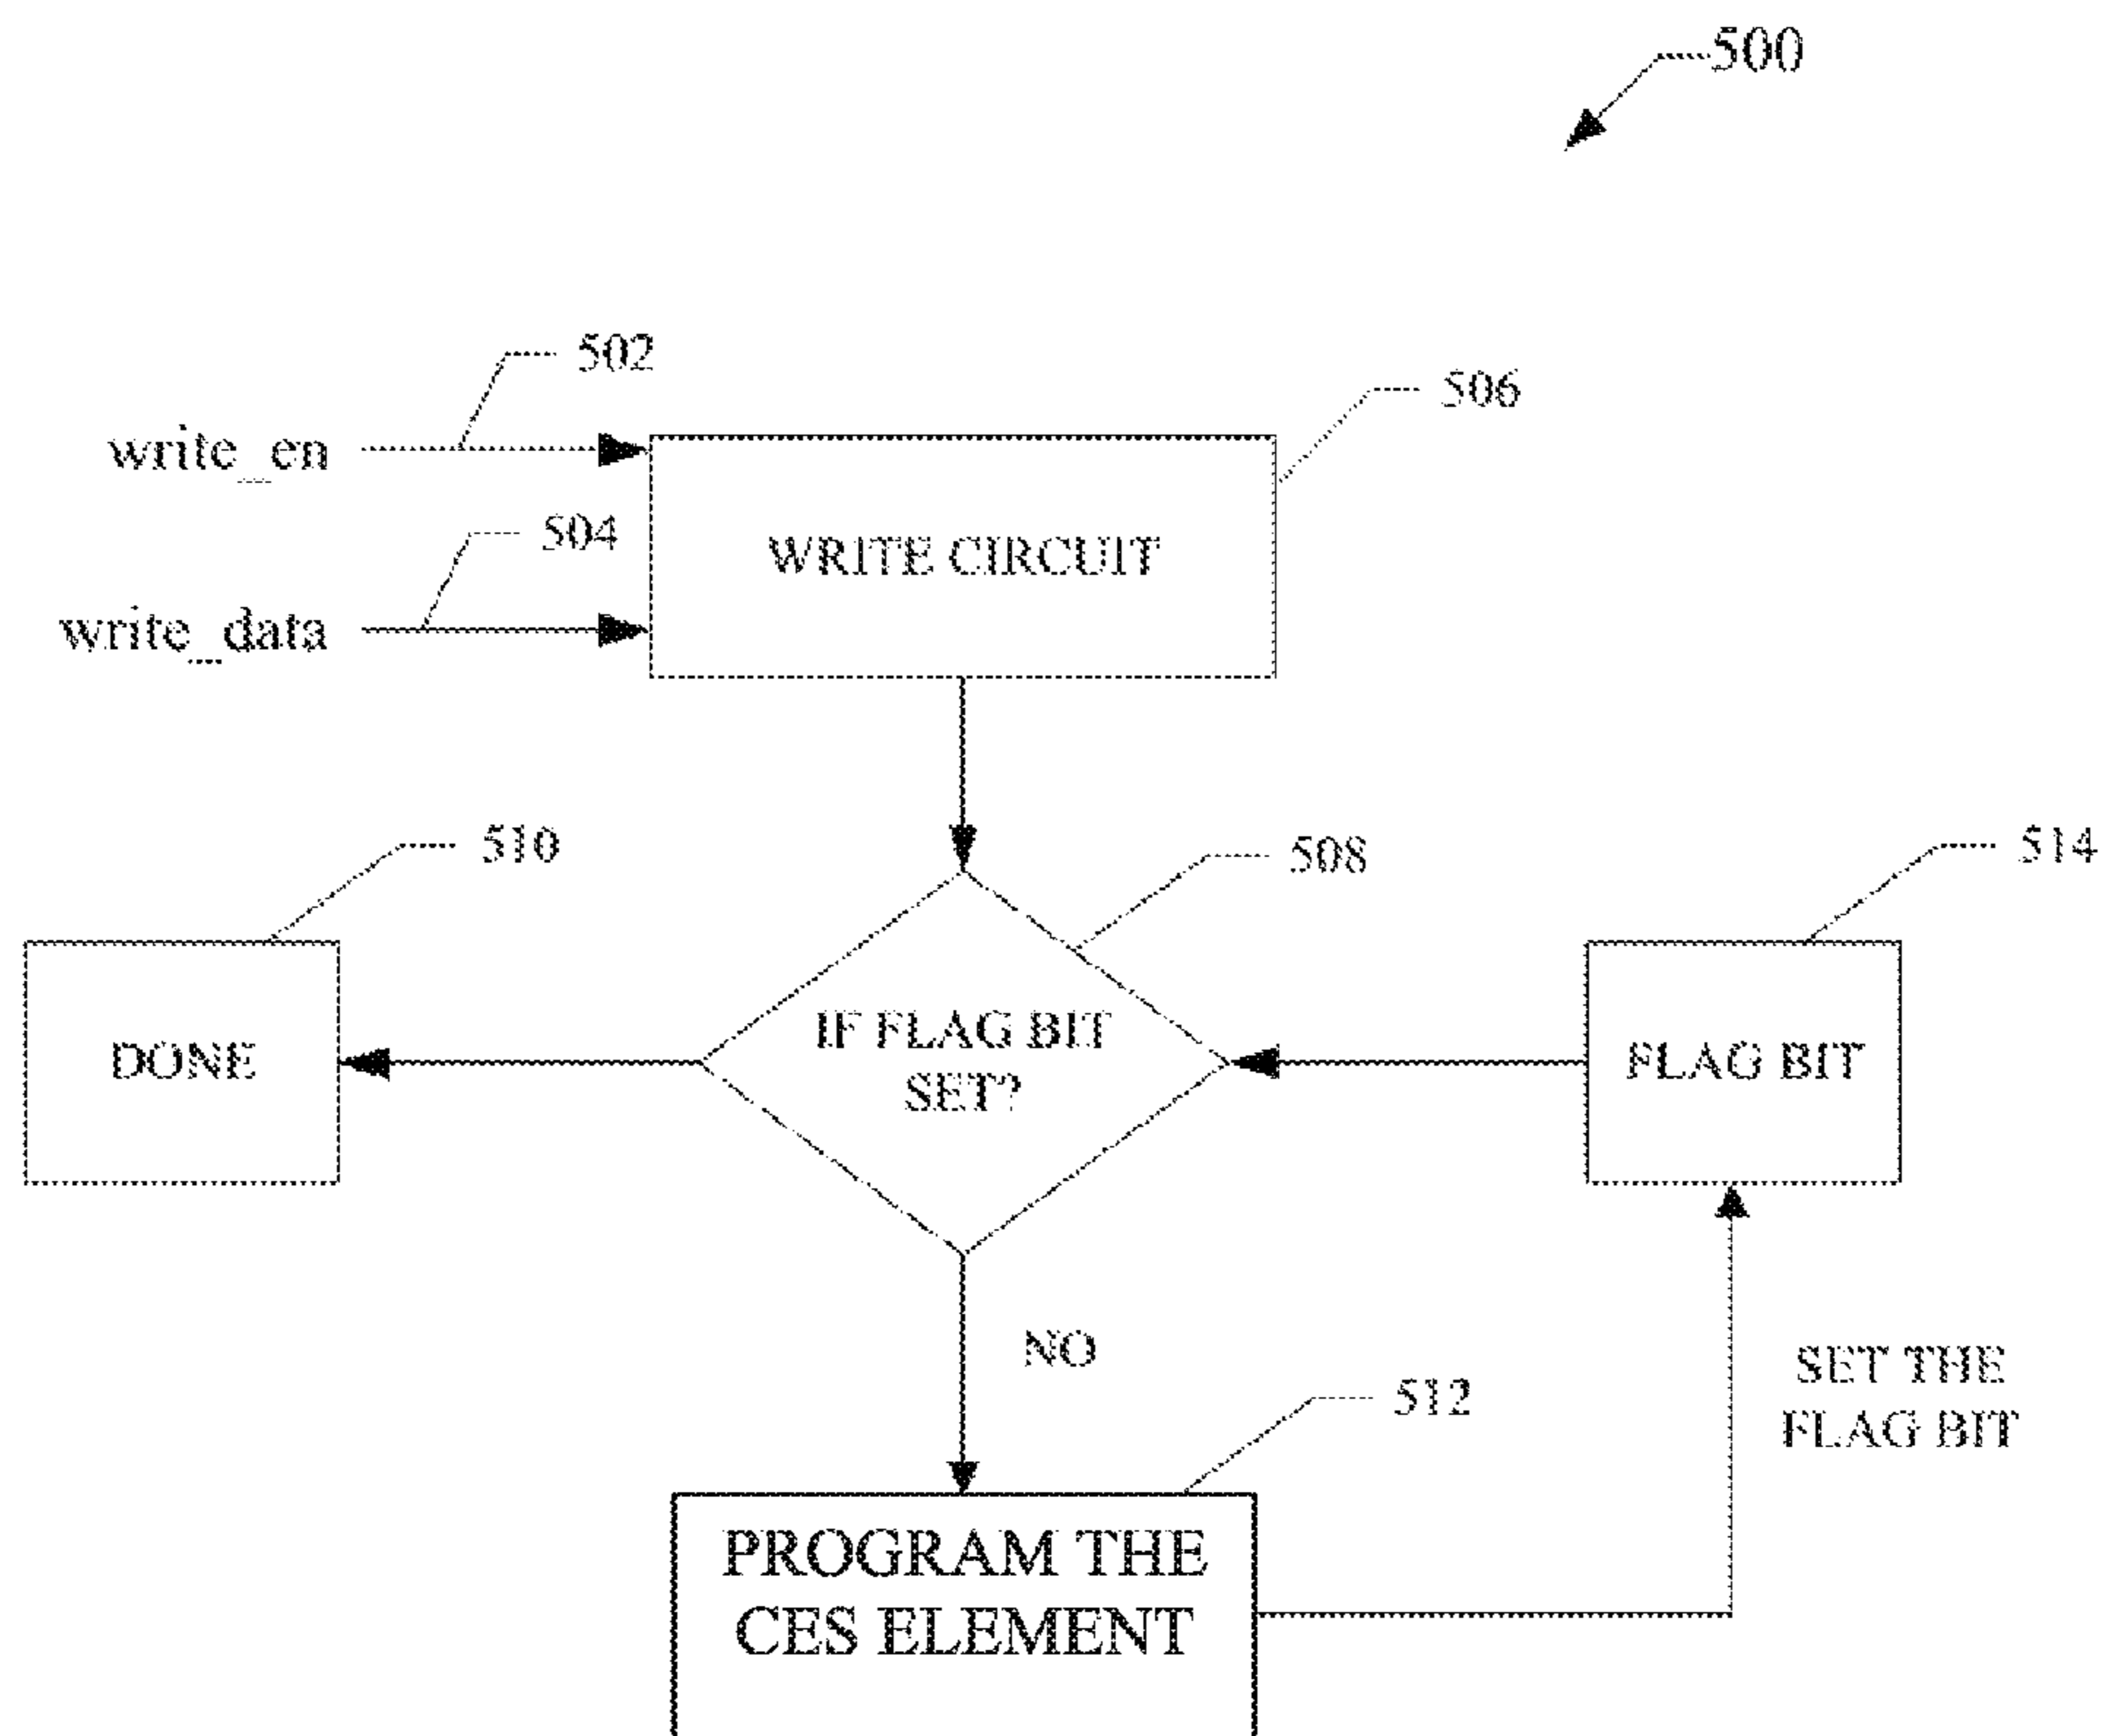 500
502
506
write_en
504
WRITE CIRCUIT
write_data
510
508
514
IF FLAG BIT
SET?
DONE
FLAG BIT
NO
SET THE
FLAG BIT
512
PROGRAM THE
CES ELEMENT